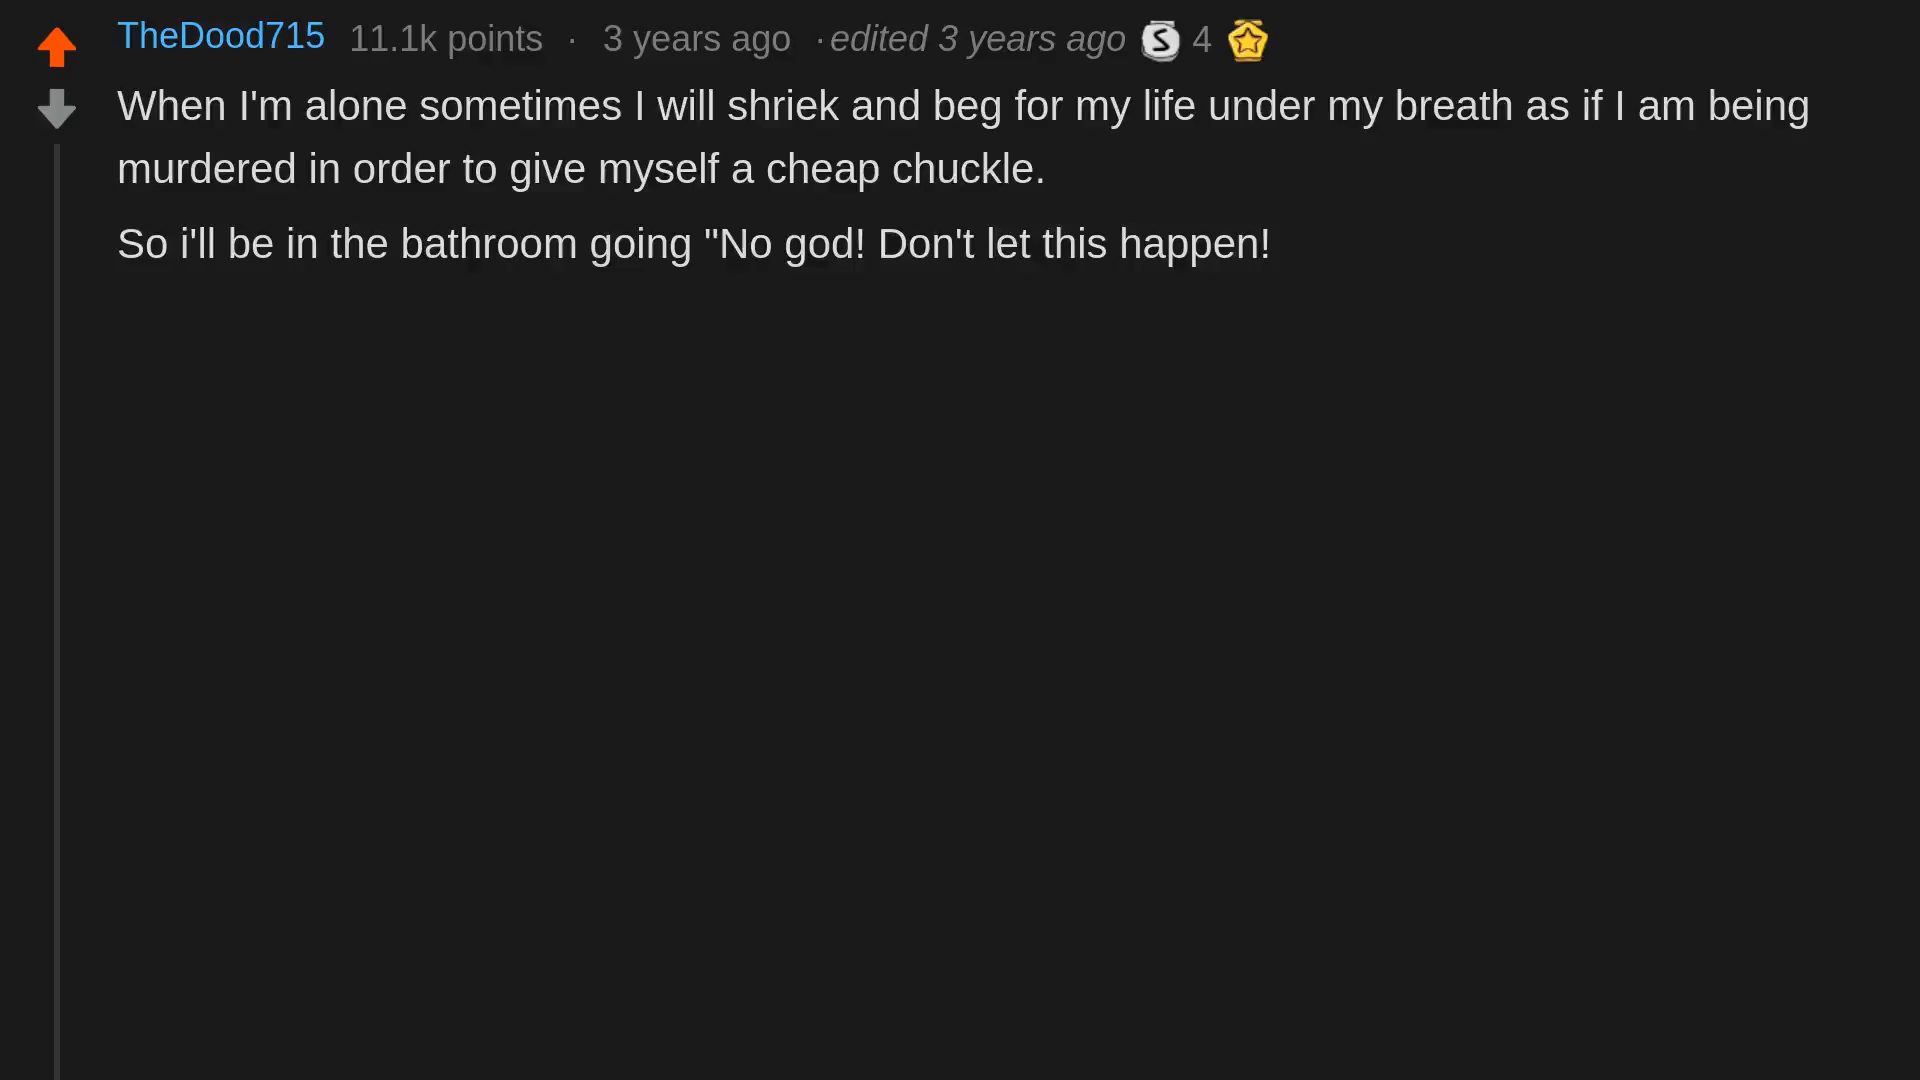 TheDood715 11.1k points · 3 years ago ·edited 3 years ago S 4
When I'm alone sometimes I will shriek and beg for my life under my breath as if I am being
murdered in order to give myself a cheap chuckle.
So i'll be in the bathroom going "No god! Don't let this happen!